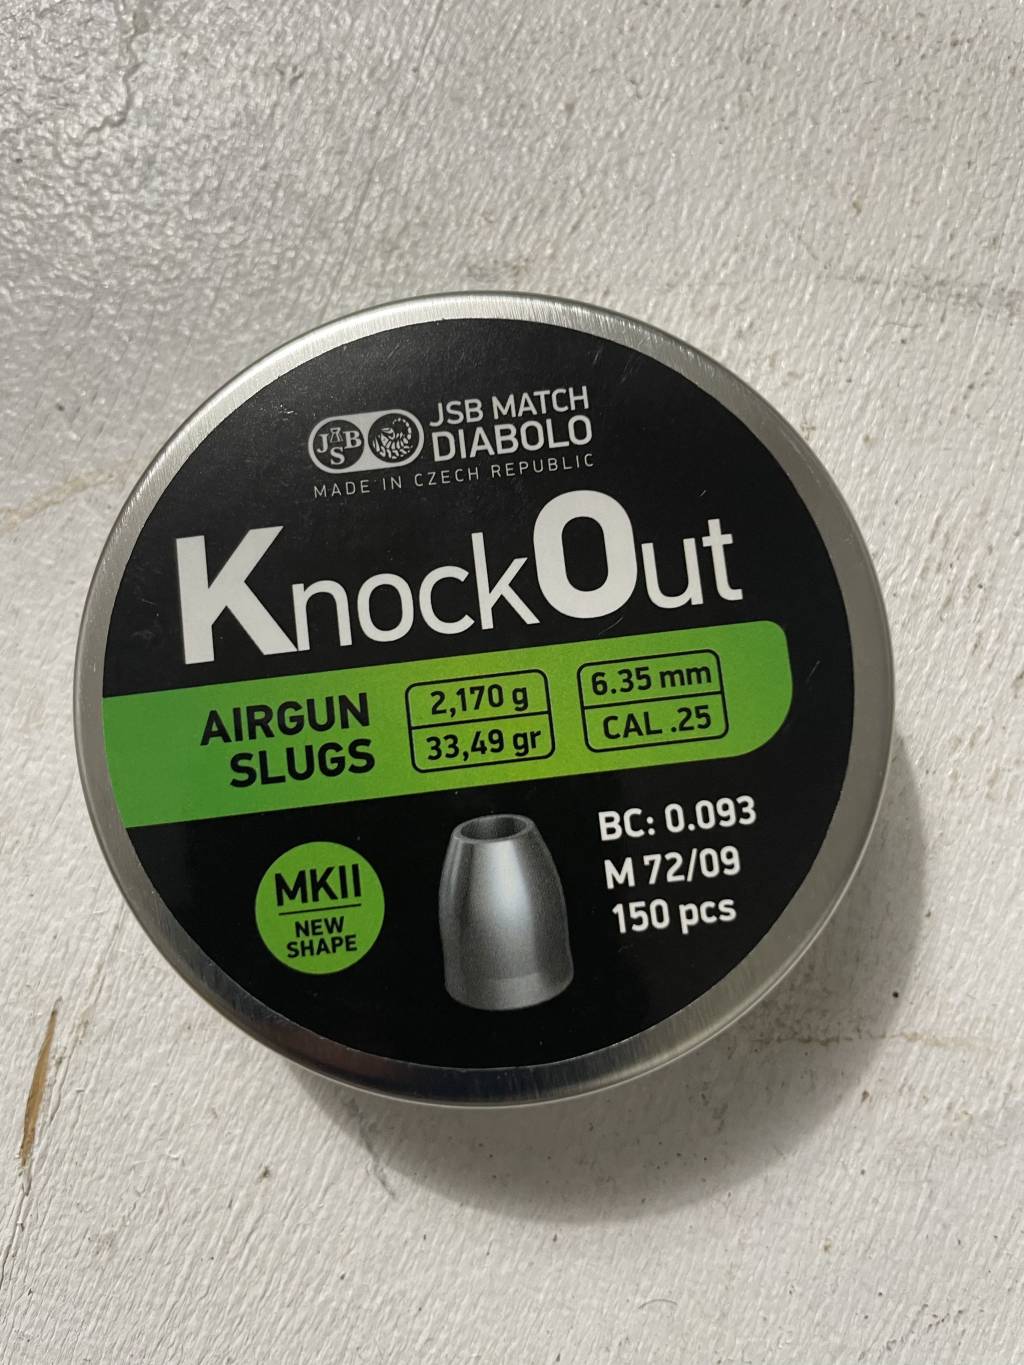 JSB MATCH
DIABOLO
JSB
MADE IN CZECH REPUBLIC
KnockOut
AIRGUN
SLUGS
2,170 g
33,49 gr
6.35 mm
CAL .25
BC: 0.093
M 72/09
150 pcs
MKII
NEW
SHAPE